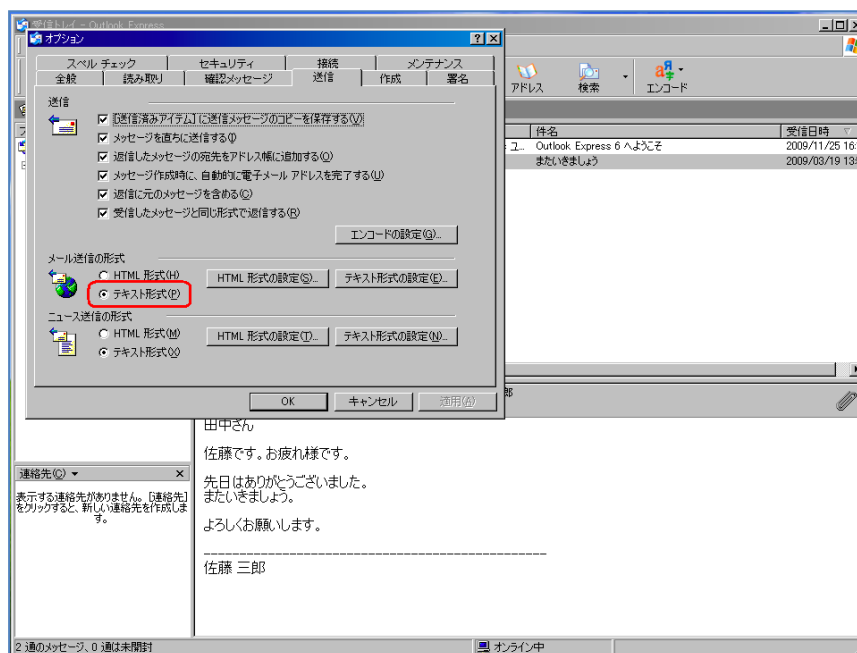 受信トレイ - Outlook Express
オプション
スペル チェック
セキュリティ
接続
メンテナンス
全般
読み取り
確認メッセージ
送信
作成
署名
アドレス
検索
エンコード
送信
[送信済みアイテム]に送信メッセージのコピーを保存する(V)
メッセージを直ちに送信する(I)
返信したメッセージの宛先をアドレス帳に追加する(O)
メッセージ作成時に、自動的に電子メール アドレスを完了する(U)
返信に元のメッセージを含める(C)
受信したメッセージと同じ形式で返信する(R)
エンコードの設定(G)...
メール送信の形式
HTML 形式(H)
HTML 形式の設定(S)...
テキスト形式の設定(E)...
テキスト形式(P)
ニュース送信の形式
HTML 形式(M)
HTML 形式の設定(T)...
テキスト形式の設定(N)...
テキスト形式(X)
OK
キャンセル
適用(A)
件名
受信日時
ユ...
Outlook Express 6 へようこそ
2009/11/25 16:
またいきましょう
2009/03/19 13:
郎
田中さん
佐藤です。お疲れ様です。
先日はありがとうございました。
またいきましょう。
よろしくお願いします。
佐藤 三郎
連絡先(C)
表示する連絡先がありません。[連絡先]
をクリックすると、新しい連絡先を作成しま
す。
2 通のメッセージ、0 通は未開封
オンライン中